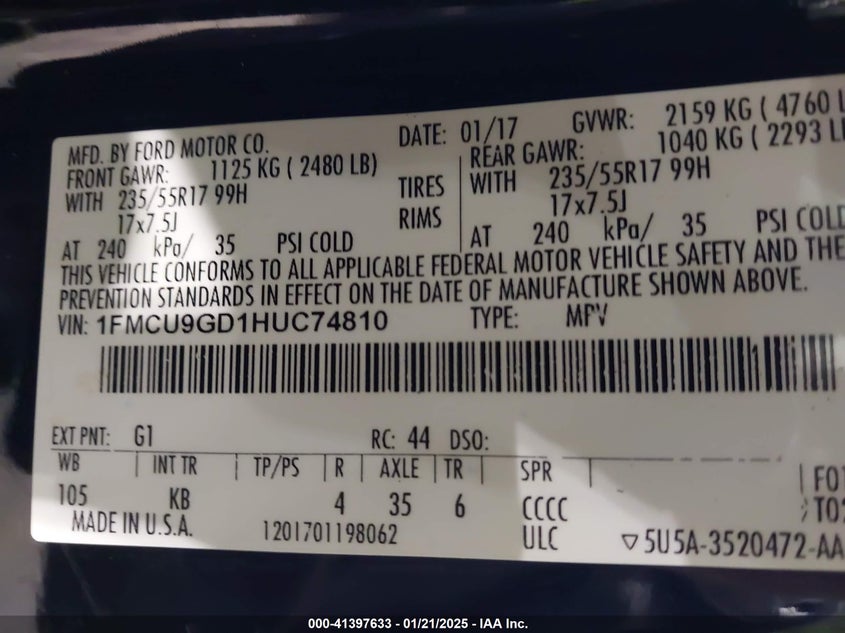 MFD. BY FORD MOTOR CO. DATE: 01/17 GVWR: 2159 KG ( 4760 L
FRONT GAWR: 1125 KG ( 2480 LB) REAR GAWR: 1040 KG ( 2293 L
WITH 235/55R17 99H TIRES WITH 235/55R17 99H
17x7.5J RIMS 17x7.5J
AT 240 kPa/ 35 PSI COLD AT 240 kPa/ 35 PSI COLD
THIS VEHICLE CONFORMS TO ALL APPLICABLE FEDERAL MOTOR VEHICLE SAFETY AND THE
PREVENTION STANDARDS IN EFFECT ON THE DATE OF MANUFACTURE SHOWN ABOVE.
VIN: 1FMCU9GD1HUC74810 TYPE: MPV
EXT PNT: G1 RC: 44 DSO:
WB INT TR TP/PS R AXLE TR SPR
105 KB 4 35 6 CCCC
MADE IN U.S.A. 1201701198062 ULC ▽5U5A-3520472-AA
000-41397633 - 01/21/2025 - IAA Inc.